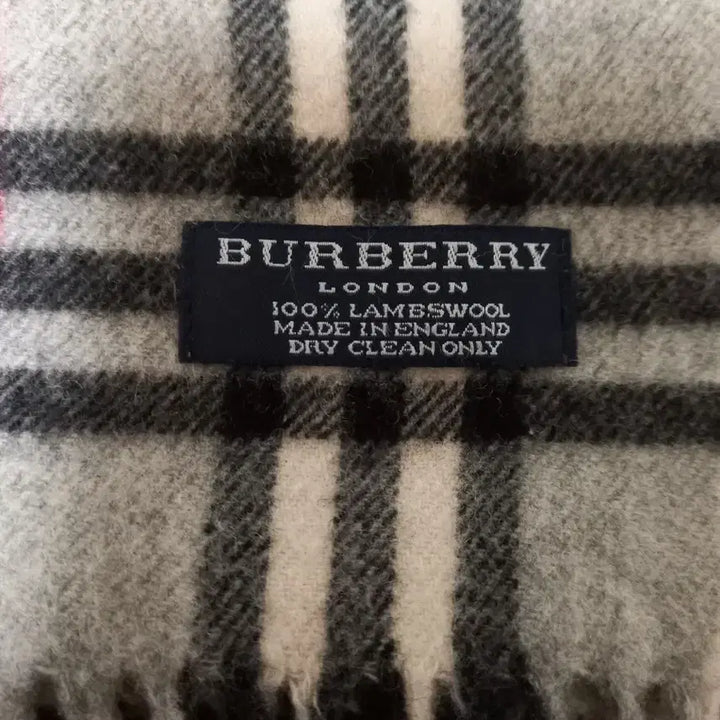 BURBERRY
LONDON
100% LAMBSWOOL
MADE IN ENGLAND
DRY CLEAN ONLY